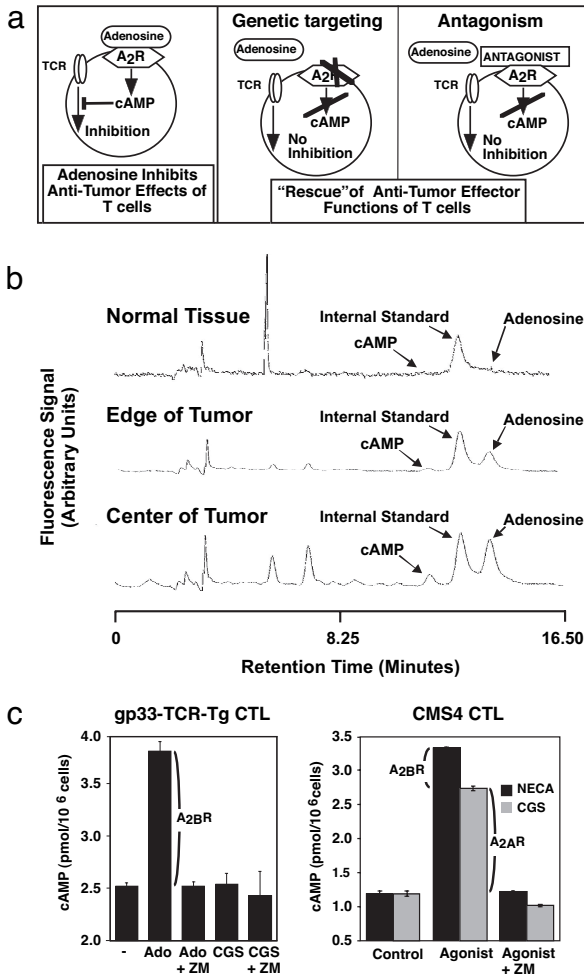 a
Adenosine
A2R
TCR
cAMP
Inhibition
Adenosine Inhibits
Anti-Tumor Effects of
T cells
Genetic targeting
Adenosine
A2R
TCR
cAMP
No
Inhibition
Antagonism
Adenosine
ANTAGONIST
A2R
TCR
cAMP
No
Inhibition
“Rescue”of Anti-Tumor Effector
Functions of T cells
b
Fluorescence Signal
(Arbitrary Units)
Normal Tissue
Internal Standard
cAMP
Adenosine
Edge of Tumor
Internal Standard
cAMP
Adenosine
Center of Tumor
Internal Standard
cAMP
Adenosine
0 8.25 16.50
Retention Time (Minutes)
c
gp33-TCR-Tg CTL
cAMP (pmol/10 6 cells)
4.0
3.5
3.0
2.5
2.0
A2BR
- Ado Ado CGS CGS
+ ZM + ZM
CMS4 CTL
cAMP (pmol/10 6cells)
3.5
3.0
2.5
2.0
1.5
1.0
0.5
A2BR
A2AR
NECA
CGS
Control Agonist Agonist
+ ZM